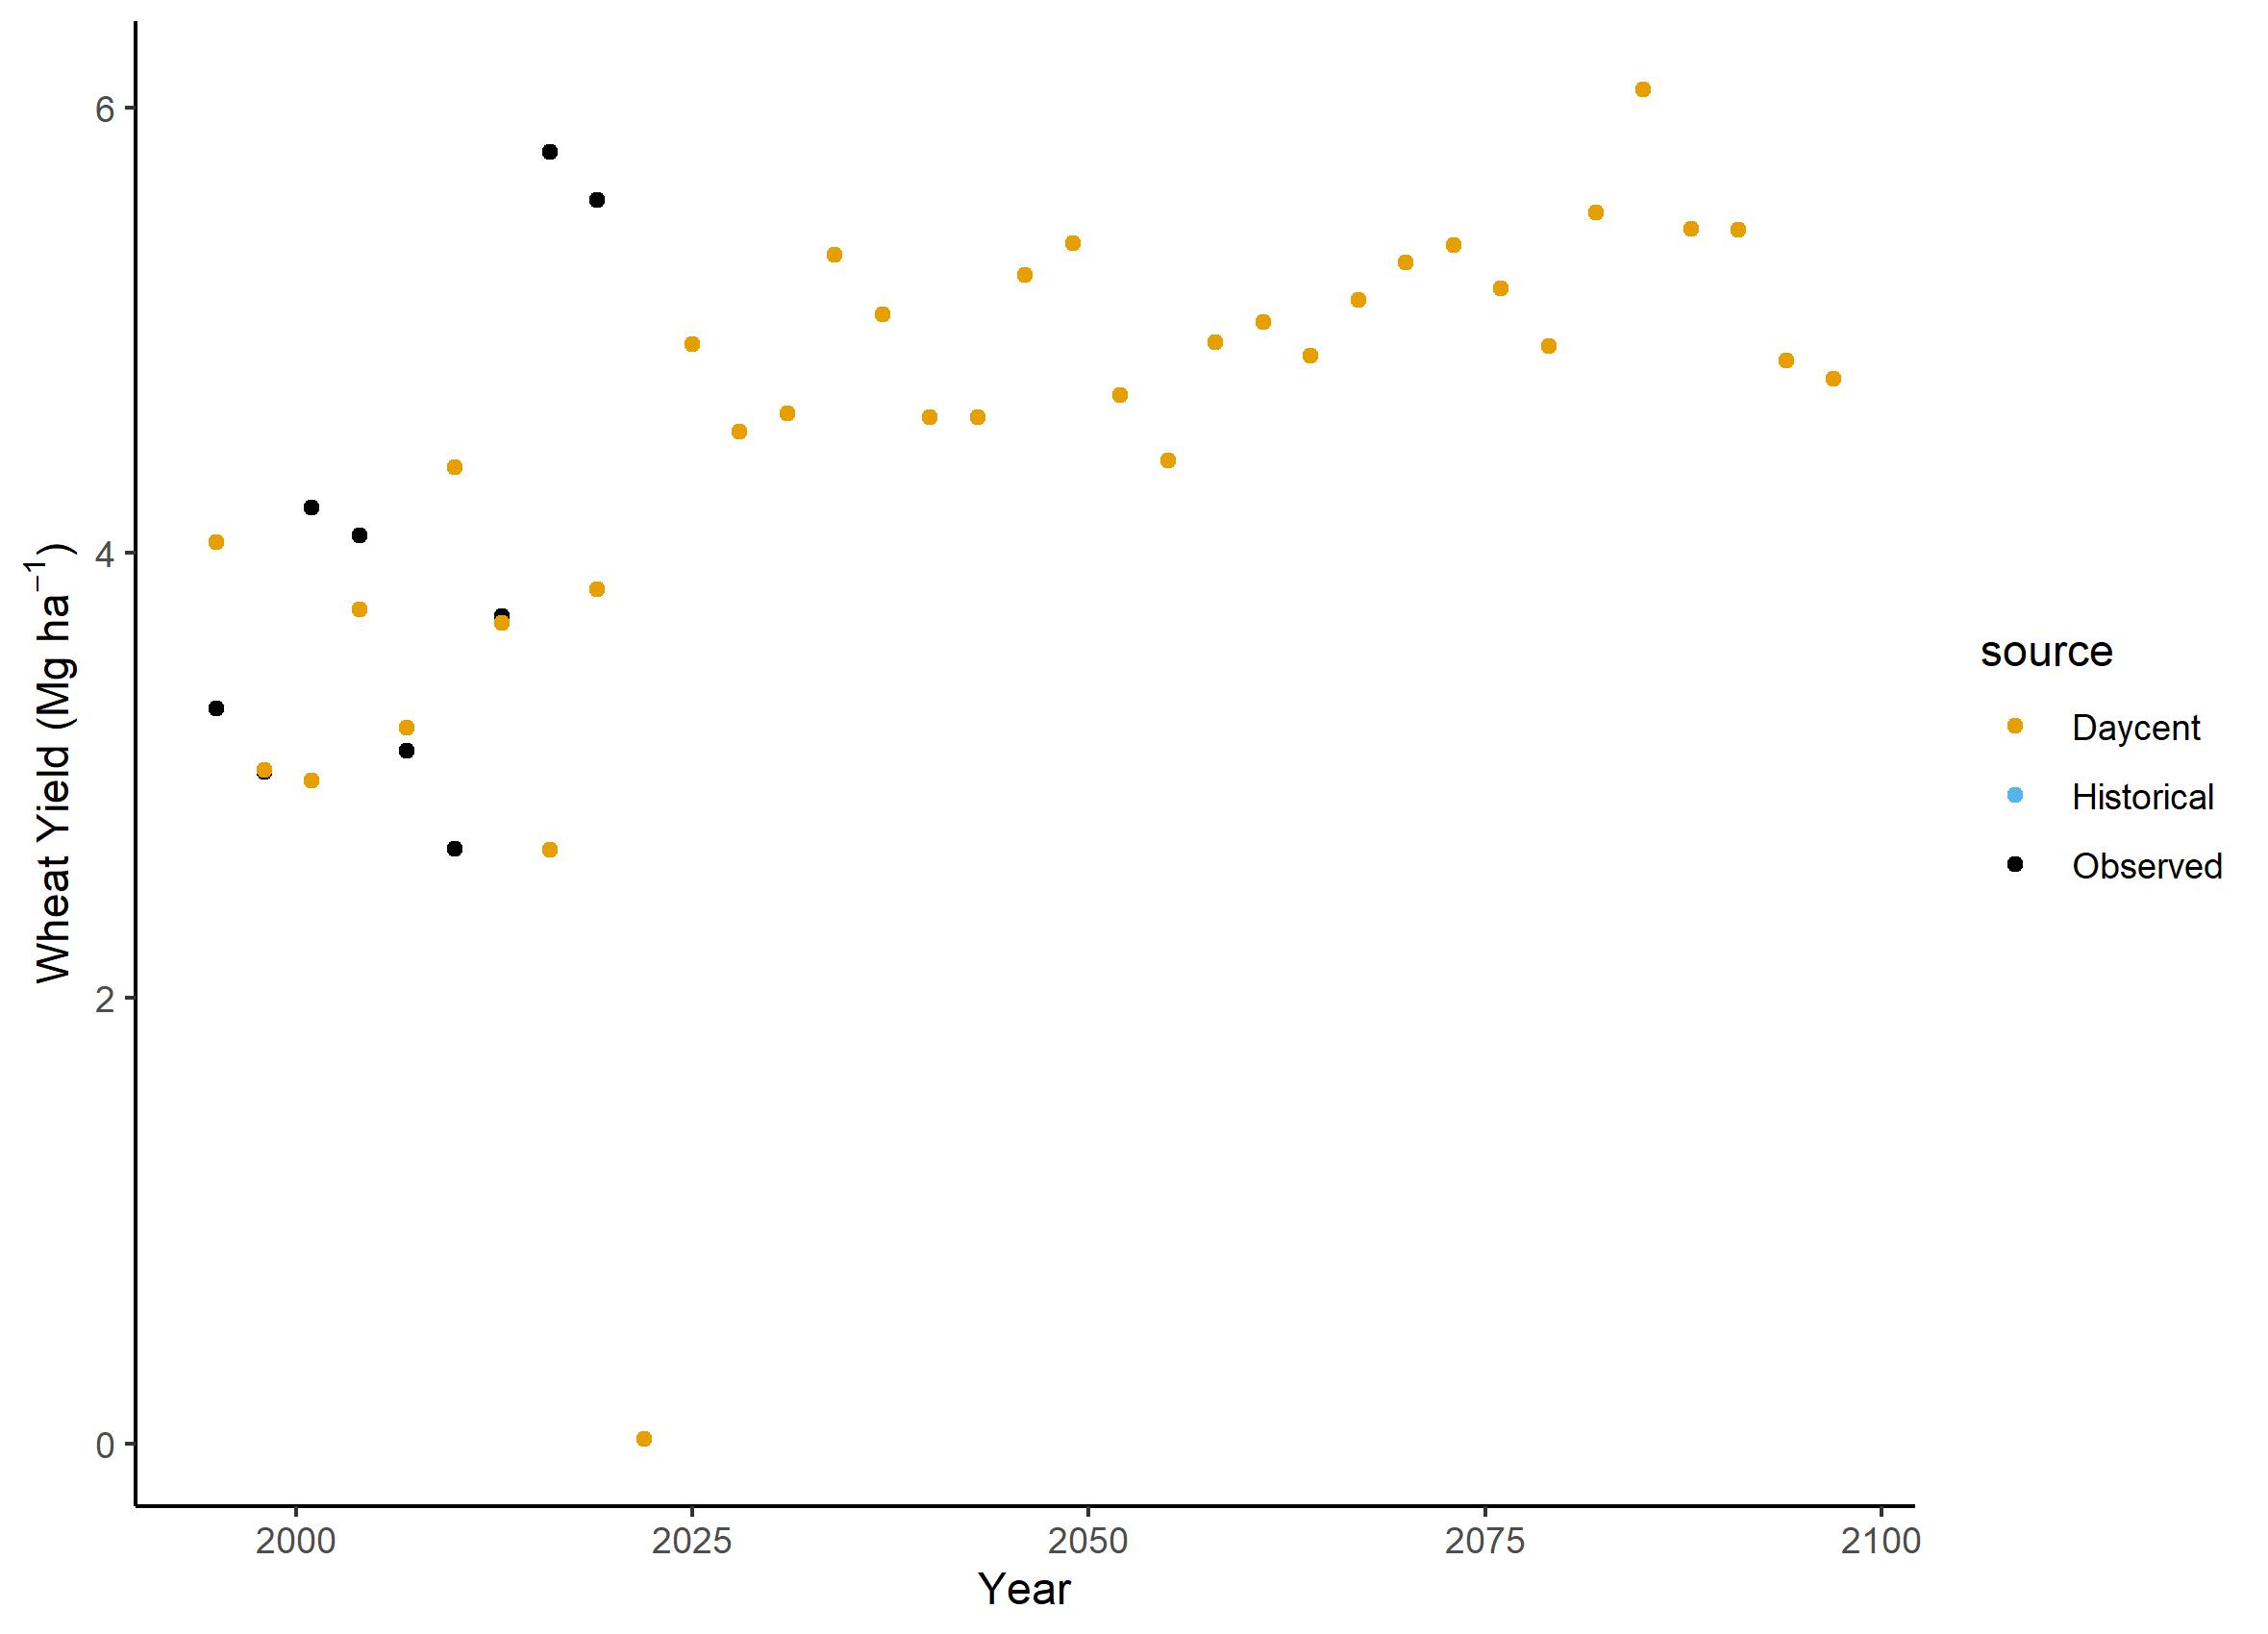 6
4
2
0
Wheat Yield (Mg ha⁻¹)
2000 2025 2050 2075 2100
Year
source
Daycent
Historical
Observed